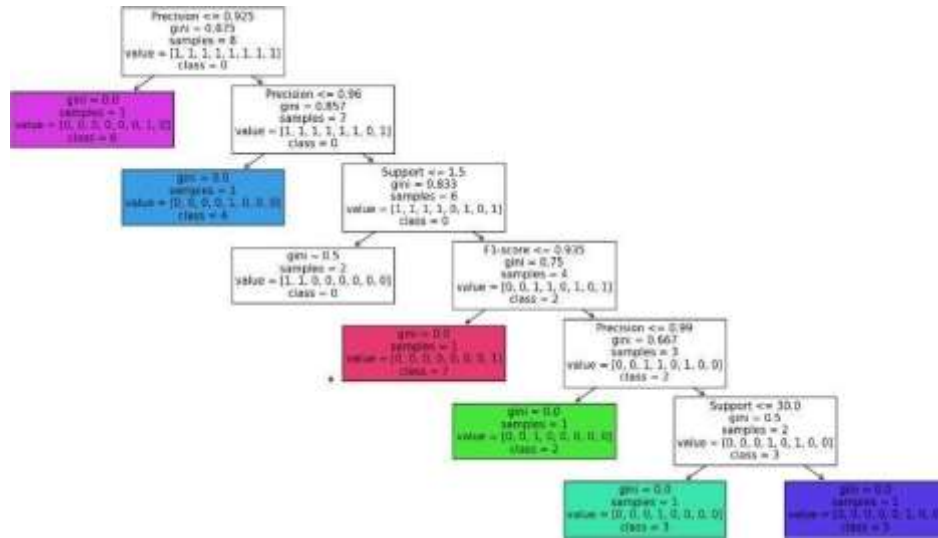 Precision <= 0.925
gini = 0.875
samples = 8
value = [1, 1, 1, 1, 1, 1, 1, 1]
class = 0
gini = 0.0
samples = 1
value = [0, 0, 0, 0, 0, 0, 1, 0]
class = 6
Precision <= 0.96
gini = 0.857
samples = 7
value = [1, 1, 1, 1, 1, 1, 0, 1]
class = 0
gini = 0.0
samples = 1
value = [0, 0, 0, 0, 1, 0, 0, 0]
class = 4
Support <= 1.5
gini = 0.833
samples = 6
value = [1, 1, 1, 1, 0, 1, 0, 1]
class = 0
gini = 0.5
samples = 2
value = [1, 1, 0, 0, 0, 0, 0, 0]
class = 0
F1-score <= 0.935
gini = 0.75
samples = 4
value = [0, 0, 1, 1, 0, 1, 0, 1]
class = 2
gini = 0.0
samples = 1
value = [0, 0, 0, 0, 0, 0, 0, 1]
class = 7
Precision <= 0.99
gini = 0.667
samples = 3
value = [0, 0, 1, 1, 0, 1, 0, 0]
class = 2
gini = 0.0
samples = 1
value = [0, 0, 1, 0, 0, 0, 0, 0]
class = 2
Support <= 30.0
gini = 0.5
samples = 2
value = [0, 0, 0, 1, 0, 1, 0, 0]
class = 3
gini = 0.0
samples = 1
value = [0, 0, 0, 1, 0, 0, 0, 0]
class = 3
gini = 0.0
samples = 1
value = [0, 0, 0, 0, 0, 1, 0, 0]
class = 5